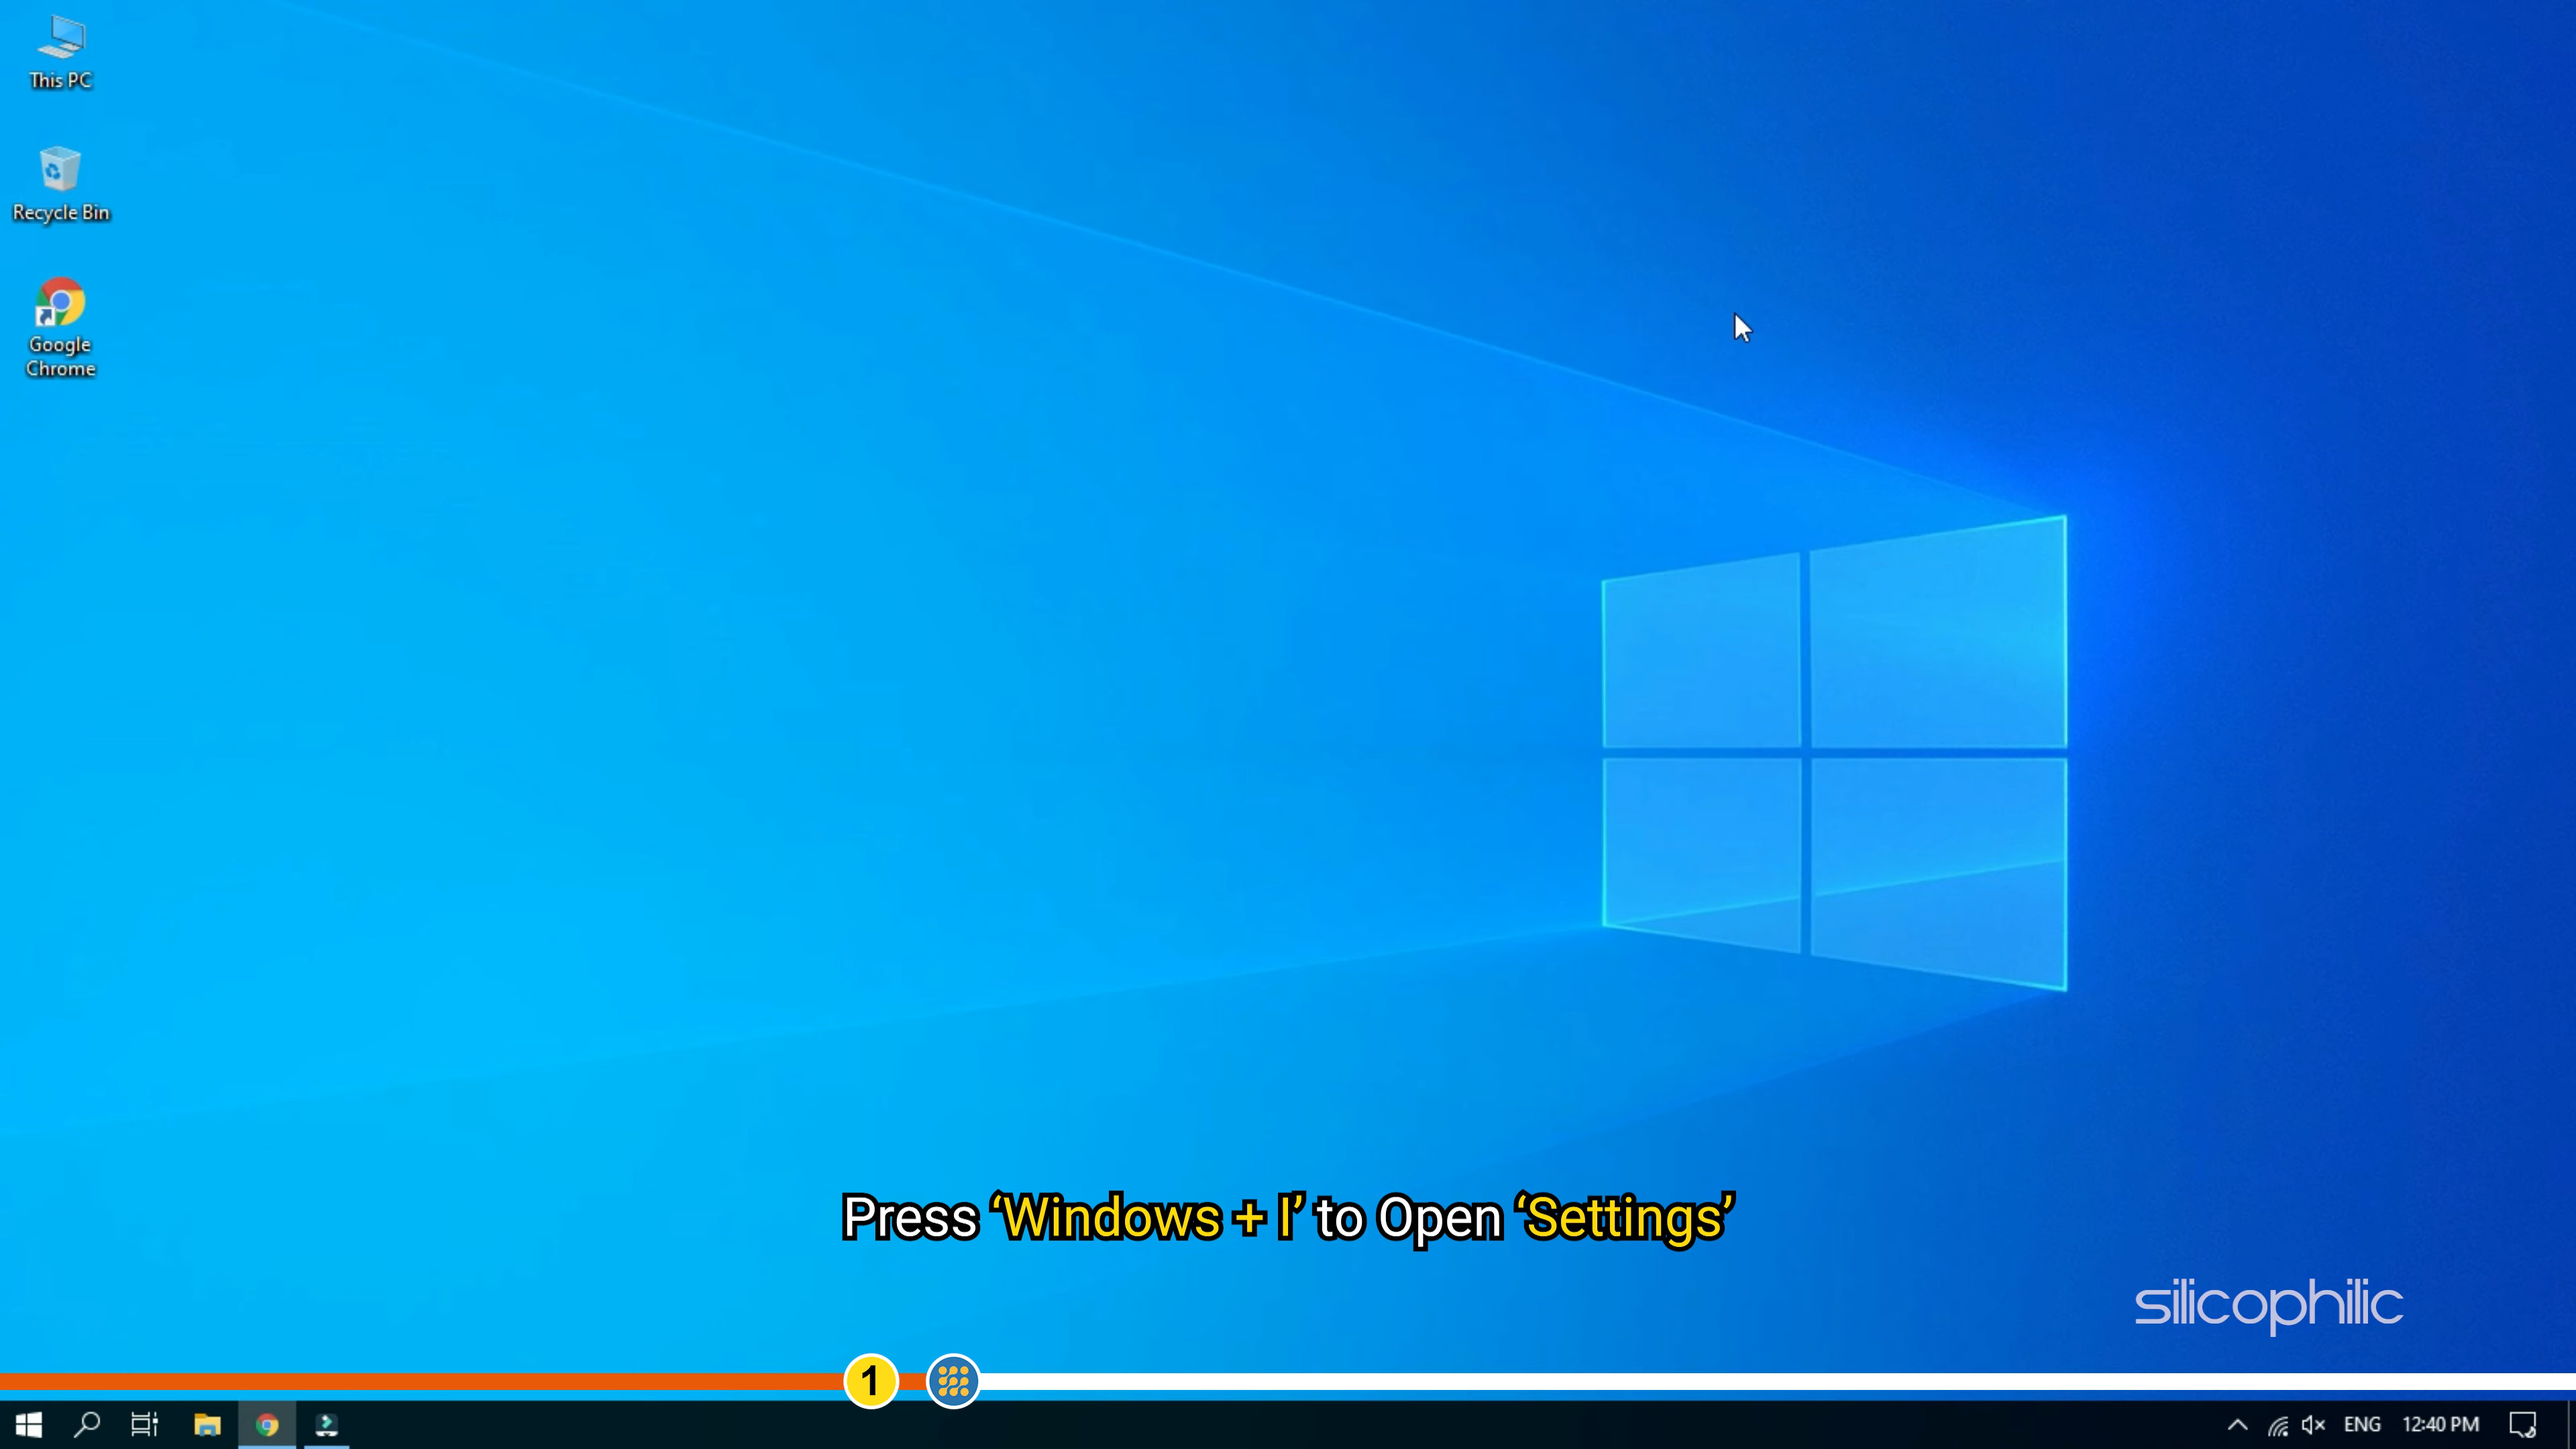 This PC
Recycle Bin
Google
Chrome
Press ‘Windows + I’ to Open ‘Settings’
silicophilic
1
ENG
12:40 PM